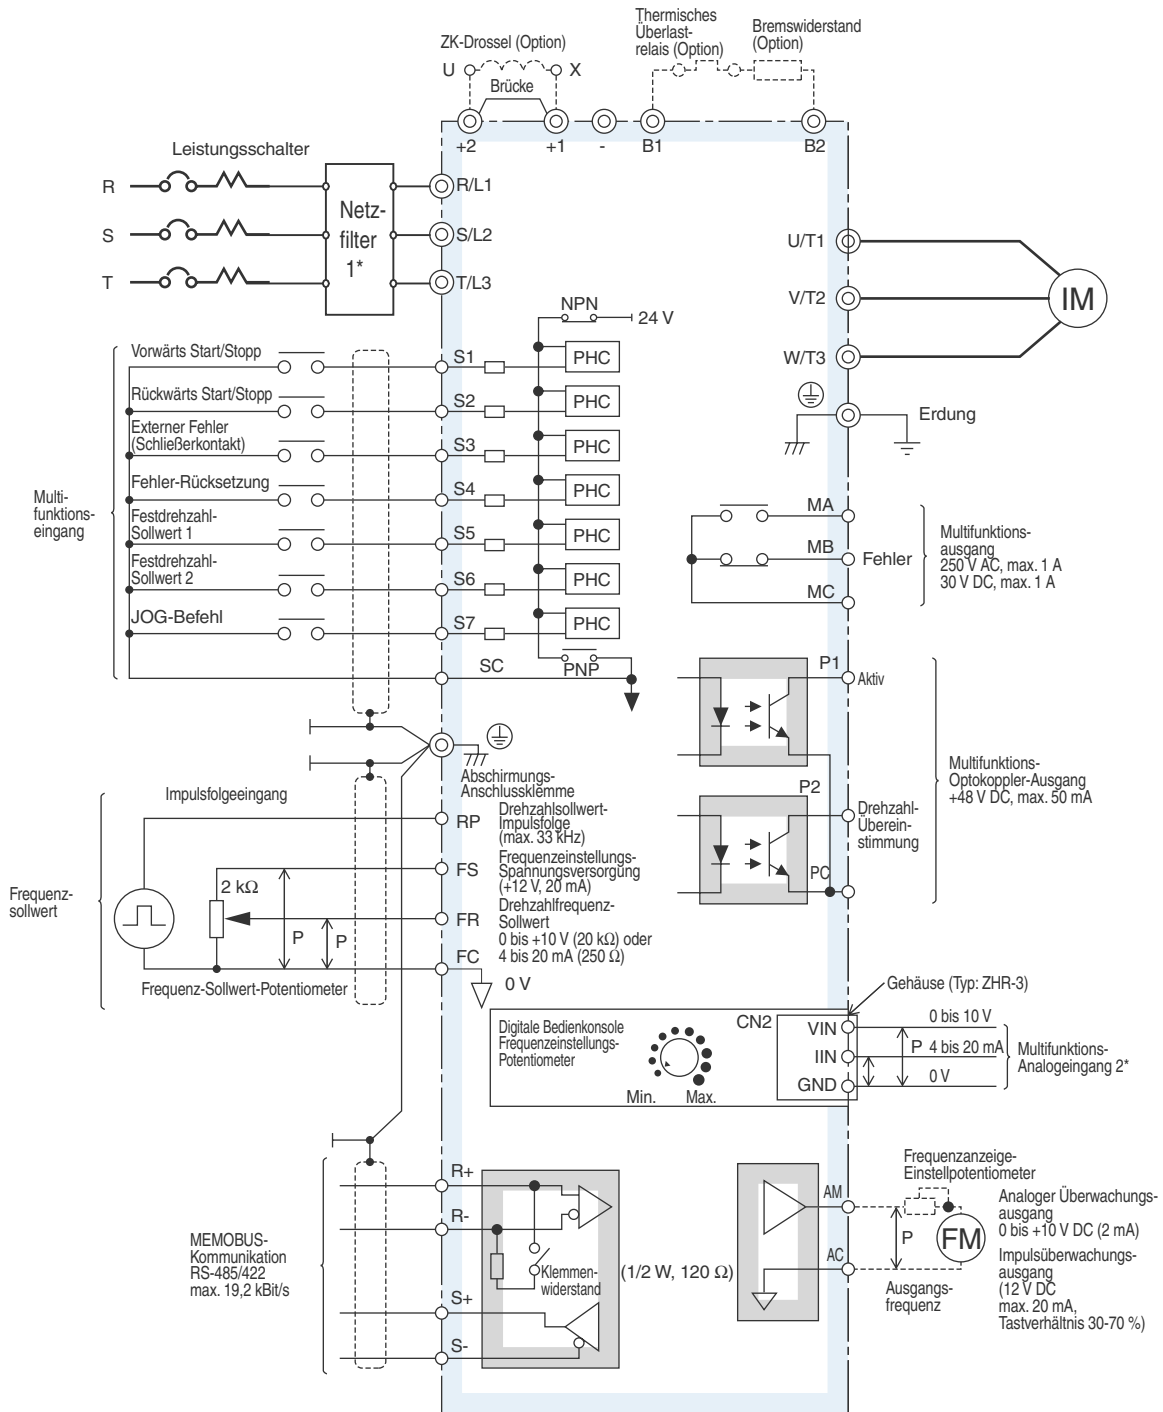 Thermisches
Überlast-
relais (Option)
Bremswiderstand
(Option)
ZK-Drossel (Option)
U
X
Brücke
+2
+1
-
B1
B2
Leistungsschalter
R
S
T
Netz-
filter
1*
R/L1
S/L2
T/L3
U/T1
V/T2
W/T3
IM
NPN
24 V
Erdung
Multi-
funktions-
eingang
Vorwärts Start/Stopp
S1
PHC
Rückwärts Start/Stopp
S2
PHC
Externer Fehler
(Schließerkontakt)
S3
PHC
Fehler-Rücksetzung
S4
PHC
Festdrehzahl-
Sollwert 1
S5
PHC
Festdrehzahl-
Sollwert 2
S6
PHC
JOG-Befehl
S7
PHC
SC
PNP
MA
MB
MC
Fehler
Multifunktions-
ausgang
250 V AC, max. 1 A
30 V DC, max. 1 A
P1
Aktiv
P2
Drehzahl-
Überein-
stimmung
PC
Multifunktions-
Optokoppler-Ausgang
+48 V DC, max. 50 mA
Abschirmungs-
Anschlussklemme
Frequenz-
sollwert
Impulsfolgeeingang
2 kΩ
P
P
Frequenz-Sollwert-Potentiometer
RP
Drehzahlsollwert-
Impulsfolge
(max. 33 kHz)
FS
Frequenzeinstellungs-
Spannungsversorgung
(+12 V, 20 mA)
FR
Drehzahlfrequenz-
Sollwert
0 bis +10 V (20 kΩ) oder
4 bis 20 mA (250 Ω)
FC
0 V
Gehäuse (Typ: ZHR-3)
Digitale Bedienkonsole
Frequenzeinstellungs-
Potentiometer
Min.
Max.
CN2
VIN
IIN
GND
0 bis 10 V
P
4 bis 20 mA
0 V
Multifunktions-
Analogeingang 2*
MEMOBUS-
Kommunikation
RS-485/422
max. 19,2 kBit/s
R+
R-
S+
S-
Klemmen-
widerstand
(1/2 W, 120 Ω)
AM
AC
P
FM
Frequenzanzeige-
Einstellpotentiometer
Ausgangs-
frequenz
Analoger Überwachungs-
ausgang
0 bis +10 V DC (2 mA)
Impulsüberwachungs-
ausgang
(12 V DC
max. 20 mA,
Tastverhältnis 30-70 %)